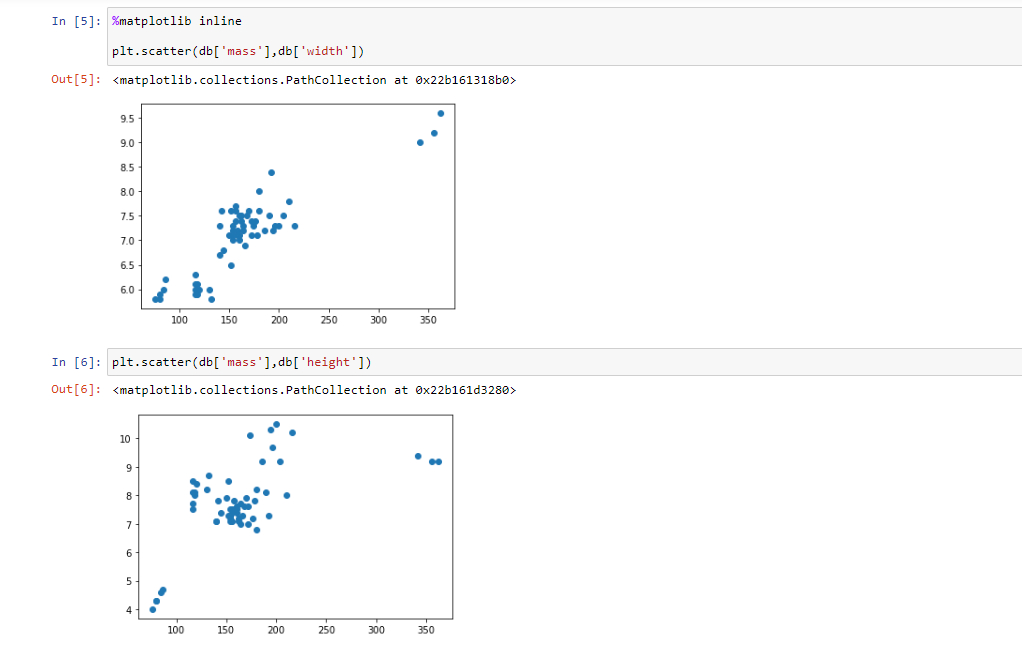 In [5]: %matplotlib inline
plt.scatter(db['mass'],db['width'])
Out[5]: <matplotlib.collections.PathCollection at 0x22b161318b0>
9.5
9.0
8.5
8.0
7.5
7.0
6.5
6.0
100 150 200 250 300 350
In [6]: plt.scatter(db['mass'],db['height'])
Out[6]: <matplotlib.collections.PathCollection at 0x22b161d3280>
10
9
8
7
6
5
4
100 150 200 250 300 350